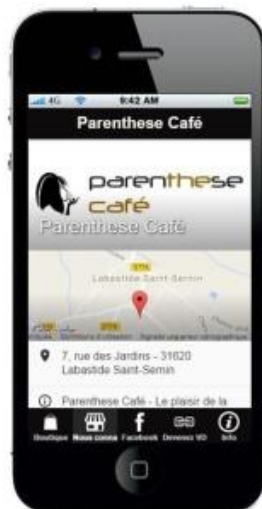 4G 9:42 AM
Parenthese Café
parenthese
café
Parenthese Café
Labastide Saint-Sernin
7, rue des Jardins - 31620
Labastide Saint-Sernin
Parenthese Café - Le plaisir de la
Boutique Nous conna Facebook Devenez VDI Info